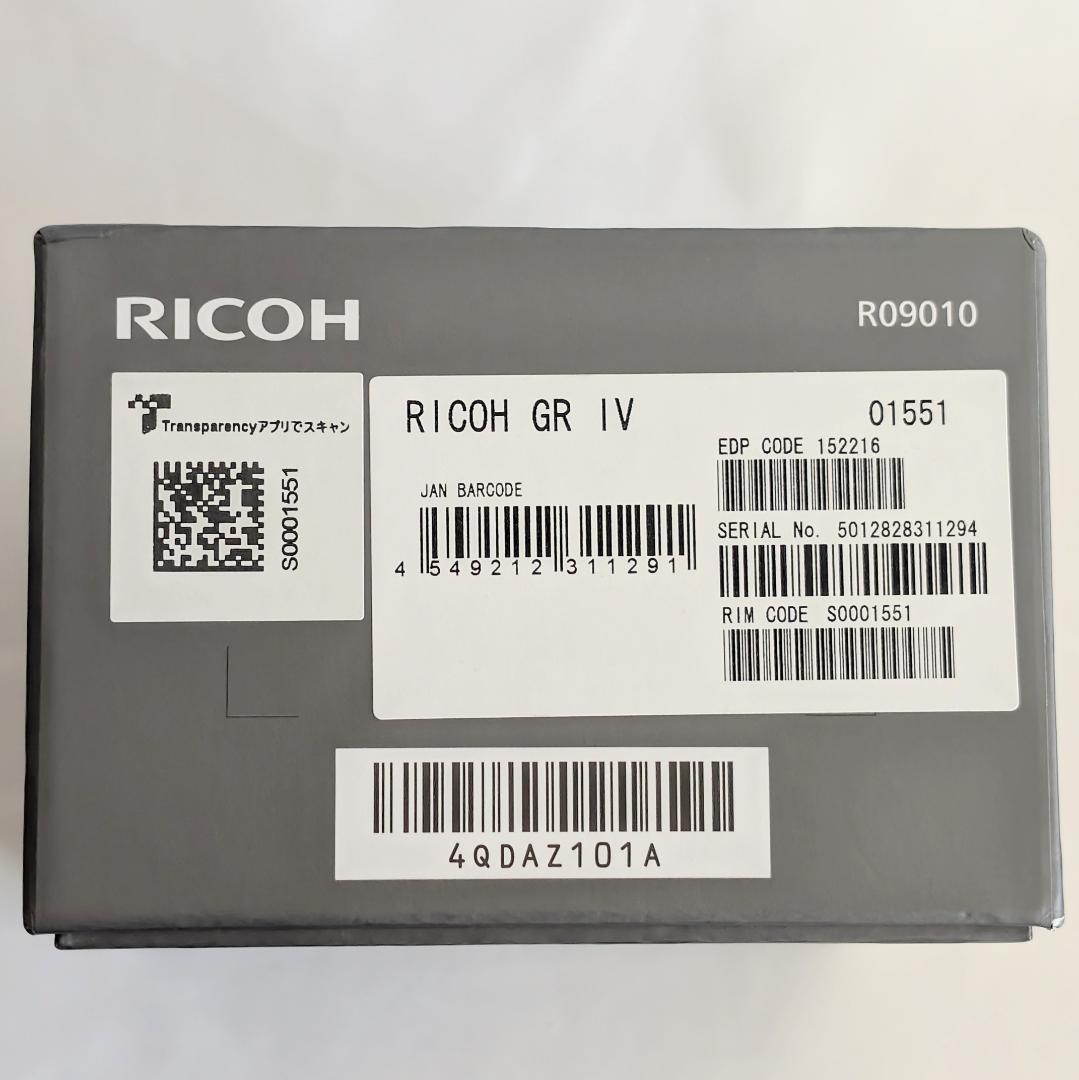 RICOH
R09010
Transparencyアプリでスキャン
S0001551
RICOH GR IV
01551
EDP CODE 152216
JAN BARCODE
4 549212 311291
SERIAL No. 5012828311294
RIM CODE S0001551
4QDAZ101A